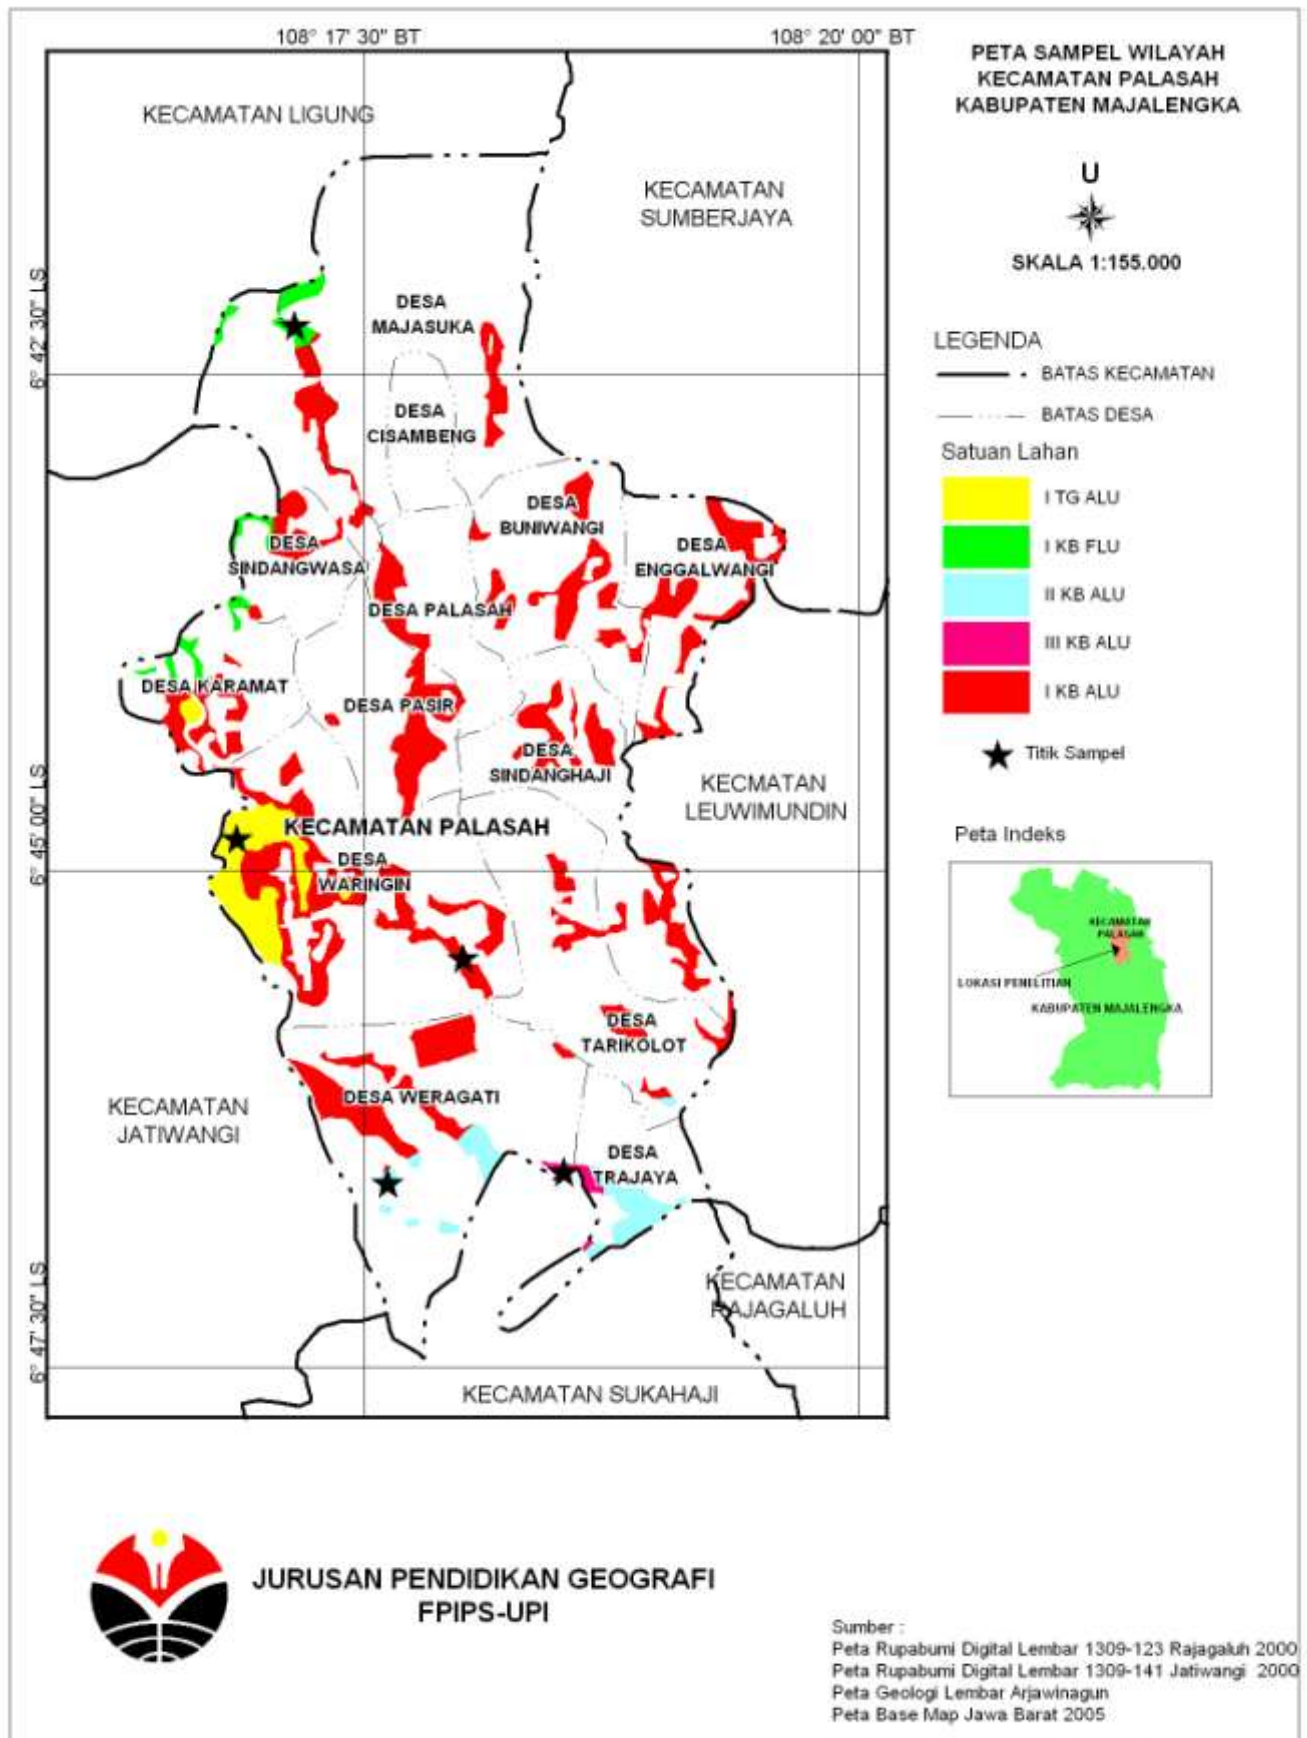 108° 17' 30" BT
108° 20' 00" BT
PETA SAMPEL WILAYAH
KECAMATAN PALASAH
KABUPATEN MAJALENGKA
U
SKALA 1:155.000
LEGENDA
BATAS KECAMATAN
BATAS DESA
Satuan Lahan
I TG ALU
I KB FLU
II KB ALU
III KB ALU
I KB ALU
Titik Sampel
Peta Indeks
KECAMATAN
PALASAH
LOKASI PENELITIAN
KABUPATEN MAJALENGKA
KECAMATAN LIGUNG
KECAMATAN
SUMBERJAYA
6° 42' 30" LS
DESA
MAJASUKA
DESA
CISAMBENG
DESA
BUNIWANGI
DESA
SINDANGWASA
DESA
ENGGALWANGI
DESA PALASAH
DESA KARAMAT
DESA PASIR
DESA
SINDANGHAJI
KECMATAN
LEUWIMUNDIN
6° 45' 00" LS
KECAMATAN PALASAH
DESA
WARINGIN
DESA
TARIKOLOT
DESA WERAGATI
KECAMATAN
JATIWANGI
DESA
TRAJAYA
KECAMATAN
RAJAGALUH
6° 47' 30" LS
KECAMATAN SUKAHAJI
JURUSAN PENDIDIKAN GEOGRAFI
FPIPS-UPI
Sumber :
Peta Rupabumi Digital Lembar 1309-123 Rajagaluh 2000
Peta Rupabumi Digital Lembar 1309-141 Jatiwangi 2000
Peta Geologi Lembar Arjawinagun
Peta Base Map Jawa Barat 2005